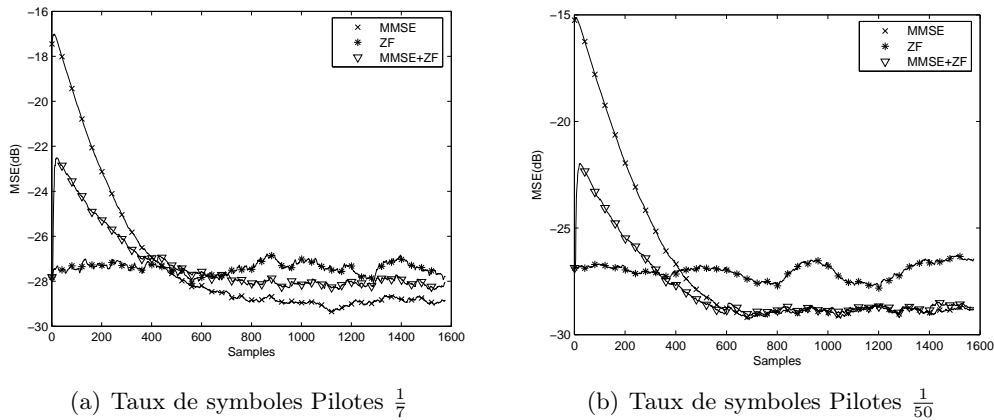 −16
−18
−20
−22
−24
−26
−28
−30
MSE(dB)
0 200 400 600 800 1000 1200 1400 1600
Samples
MMSE
ZF
MMSE+ZF
(a) Taux de symboles Pilotes 1/7
−15
−20
−25
−30
MSE(dB)
0 200 400 600 800 1000 1200 1400 1600
Samples
MMSE
ZF
MMSE+ZF
(b) Taux de symboles Pilotes 1/50